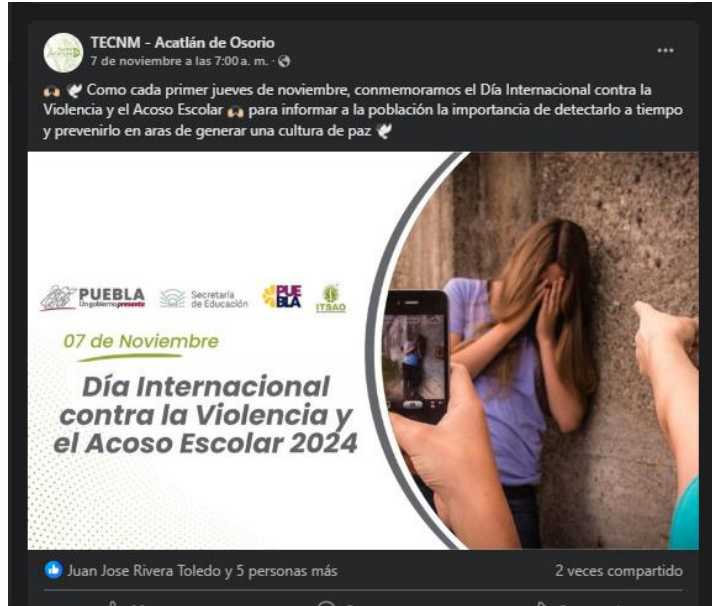 TECNM - Acatlán de Osorio
7 de noviembre a las 7:00 a. m. ·
Como cada primer jueves de noviembre, conmemoramos el Día Internacional contra la
Violencia y el Acoso Escolar para informar a la población la importancia de detectarlo a tiempo
y prevenirlo en aras de generar una cultura de paz
PUEBLA
Un gobierno presente
Secretaría
de Educación
PUE
BLA
ITSAO
07 de Noviembre
Día Internacional
contra la Violencia y
el Acoso Escolar 2024
Juan Jose Rivera Toledo y 5 personas más
2 veces compartido